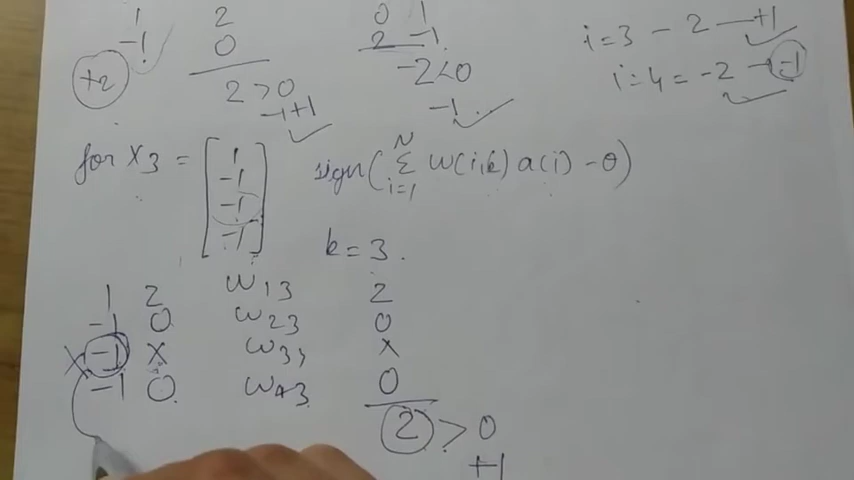 1 2 0 1
-1 0 2 -1 i=3 - 2 — +1
+2 2>0 -2<0 i=4 = -2 → -1
→ +1 -1
for X3 = [ 1 -1 -1 -1 ] sign( Σ i=1 N w(i,k) a(i) - θ )
k=3.
1 2 w13 2
-1 0 w23 0
x -1 x w33 x
-1 0 w43 0
2 > 0
+1